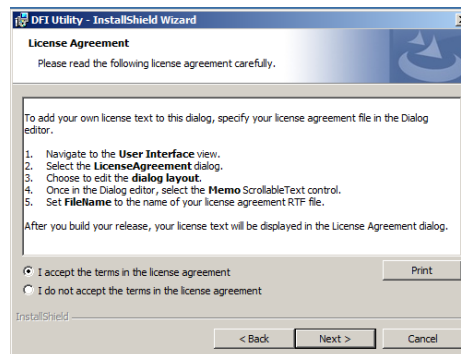 DFI Utility - InstallShield Wizard
License Agreement
Please read the following license agreement carefully.
To add your own license text to this dialog, specify your license agreement file in the Dialog
editor.
1. Navigate to the User Interface view.
2. Select the LicenseAgreement dialog.
3. Choose to edit the dialog layout.
4. Once in the Dialog editor, select the Memo ScrollableText control.
5. Set FileName to the name of your license agreement RTF file.
After you build your release, your license text will be displayed in the License Agreement dialog.
I accept the terms in the license agreement
Print
I do not accept the terms in the license agreement
InstallShield
< Back Next > Cancel